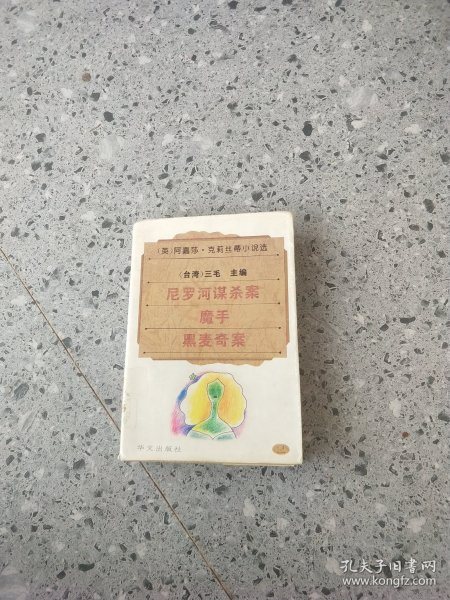 （英）阿嘉莎·克莉丝蒂小说选
（台湾）三毛 主编
尼罗河谋杀案
魔手
黑麦奇案
华文出版社
孔夫子旧书网
www.kongfz.com